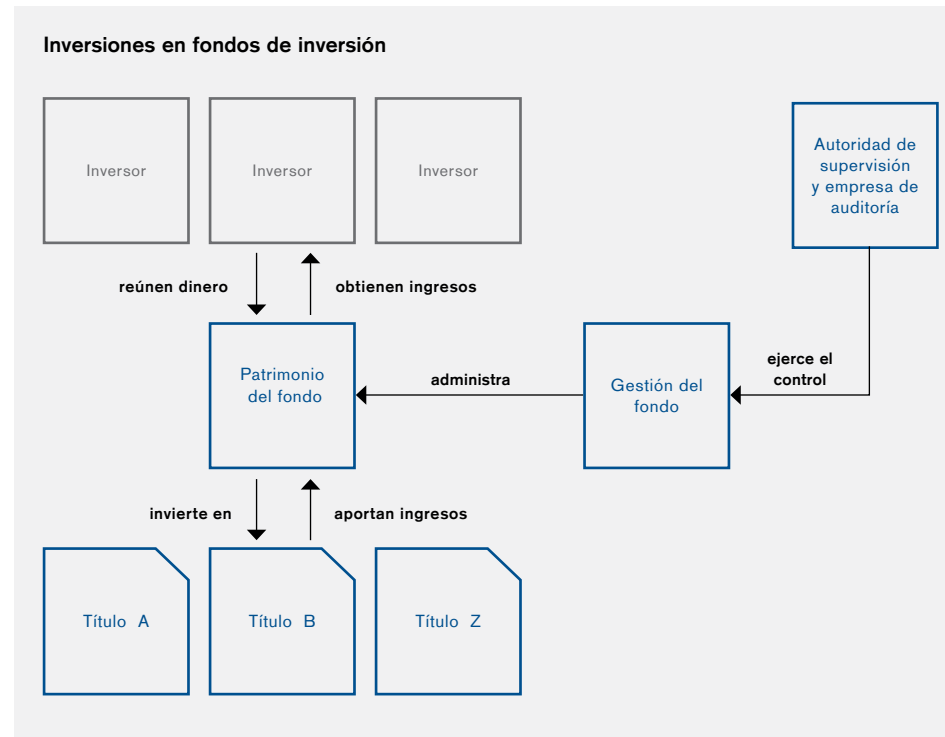 Inversiones en fondos de inversión
Inversor
Inversor
Inversor
Autoridad de
supervisión
y empresa de
auditoría
reúnen dinero
obtienen ingresos
Patrimonio
del fondo
administra
Gestión del
fondo
ejerce el
control
invierte en
aportan ingresos
Título A
Título B
Título Z